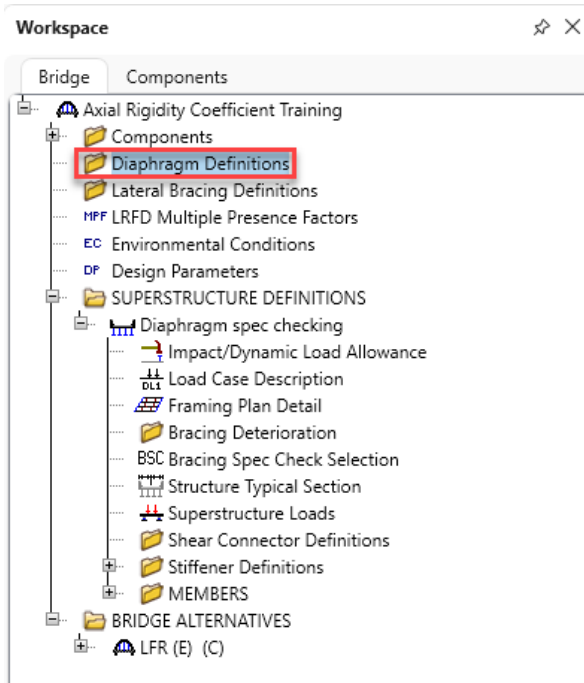 Workspace
Bridge Components
Axial Rigidity Coefficient Training
Components
Diaphragm Definitions
Lateral Bracing Definitions
MPF LRFD Multiple Presence Factors
EC Environmental Conditions
DP Design Parameters
SUPERSTRUCTURE DEFINITIONS
Diaphragm spec checking
Impact/Dynamic Load Allowance
DL1 Load Case Description
Framing Plan Detail
Bracing Deterioration
BSC Bracing Spec Check Selection
Structure Typical Section
Superstructure Loads
Shear Connector Definitions
Stiffener Definitions
MEMBERS
BRIDGE ALTERNATIVES
LFR (E) (C)